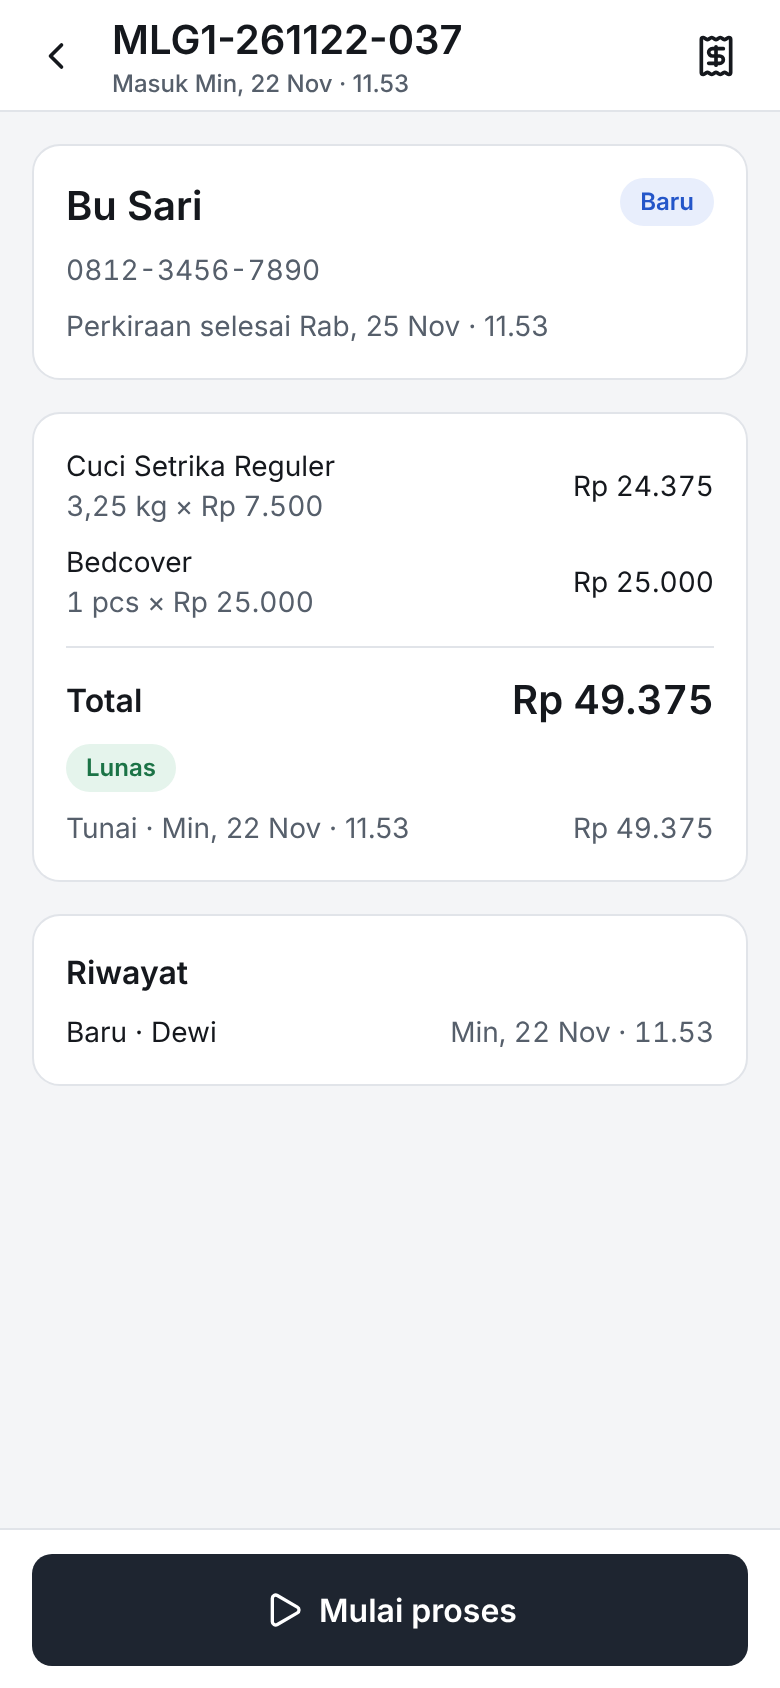 MLG1-261122-037
Masuk Min, 22 Nov · 11.53
Bu Sari
Baru
0812-3456-7890
Perkiraan selesai Rab, 25 Nov · 11.53
Cuci Setrika Reguler
3,25 kg × Rp 7.500
Rp 24.375
Bedcover
1 pcs × Rp 25.000
Rp 25.000
Total
Rp 49.375
Lunas
Tunai · Min, 22 Nov · 11.53
Rp 49.375
Riwayat
Baru · Dewi
Min, 22 Nov · 11.53
Mulai proses